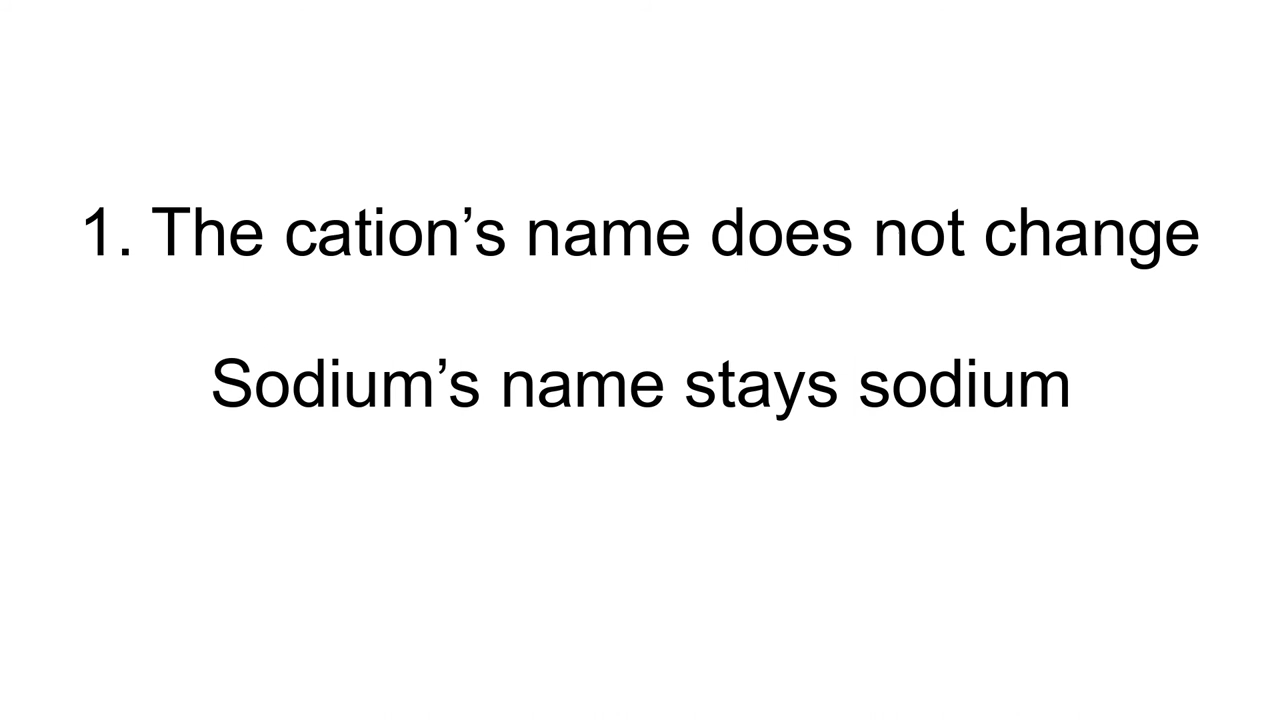 1. The cation’s name does not change
Sodium’s name stays sodium